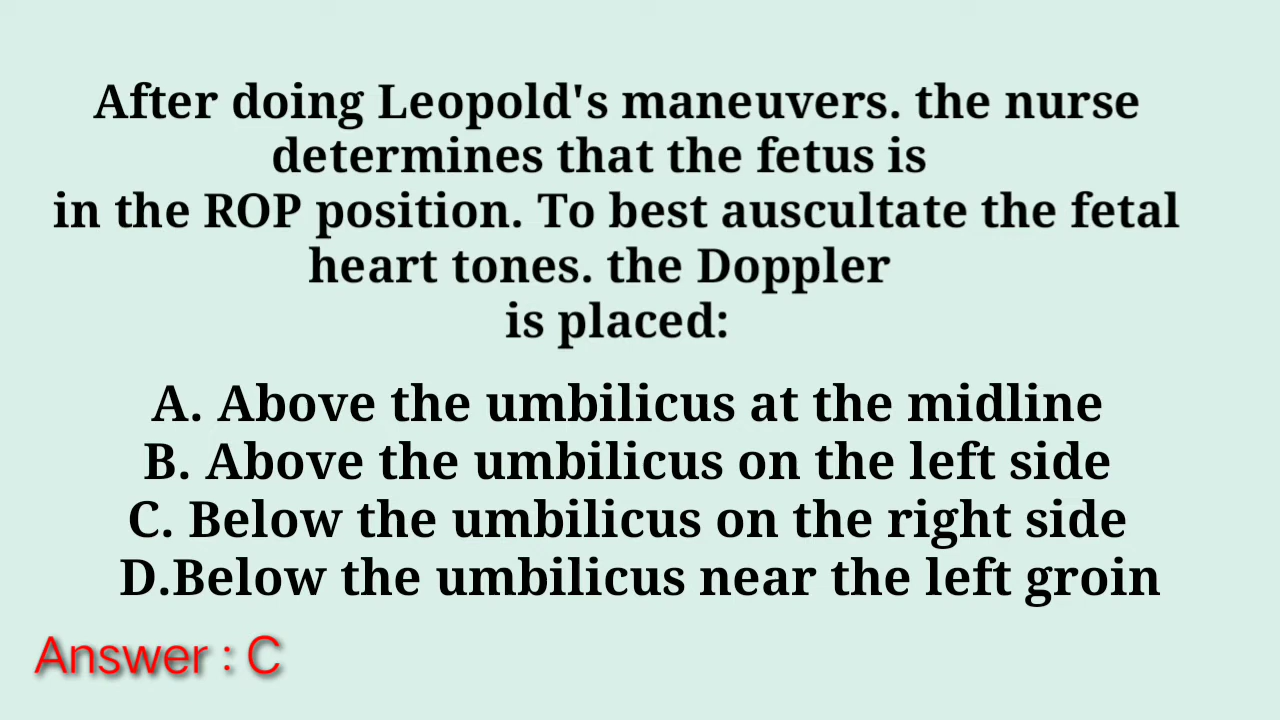 After doing Leopold's maneuvers. the nurse
determines that the fetus is
in the ROP position. To best auscultate the fetal
heart tones. the Doppler
is placed:
A. Above the umbilicus at the midline
B. Above the umbilicus on the left side
C. Below the umbilicus on the right side
D.Below the umbilicus near the left groin
Answer : C